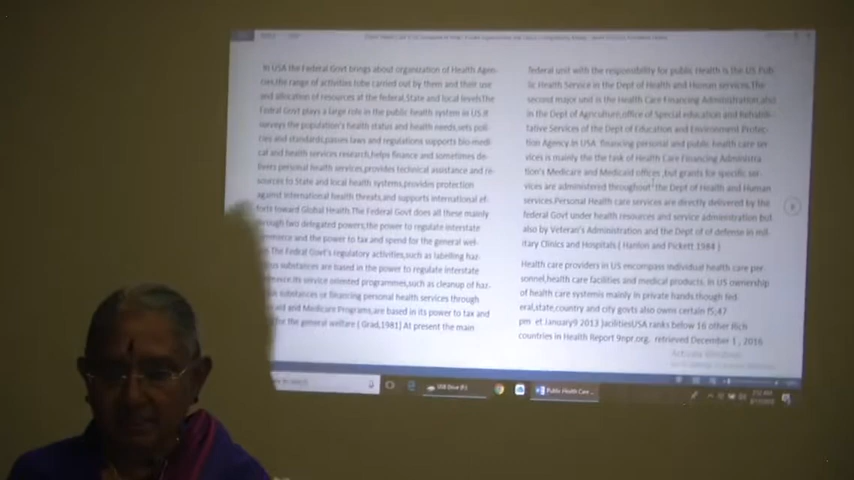 In USA the Federal Govt brings about organization of Health Agen-
cies,the range of activities tobe carried out by them and their use
and allocation of resources at the federal,State and local levels.The
Fedral Govt plays a large role in the public health system in US.It
surveys the population's health status and health needs,sets poli-
cies and standards,passes laws and regulations supports bio-medi-
cal and health services research,helps finance and sometimes de-
livers personal health services,provides technical assistance and re-
sources to State and local health systems,provides protection
against international health threats,and supports international ef-
forts toward Global Health.The Federal Govt does all these mainly
through two delegated powers,the power to regulate interstate
commerce and the power to tax and spend for the general wel-
The Fedral Govt's regulatory activities,such as labelling haz-
substances are based in the power to regulate interstate
its service oriented programmes,such as cleanup of haz-
substances or financing personal health services through
and Medicare Programs,are based in its power to tax and
for the general welfare ( Grad,1981) At present the main
federal unit with the responsibility for public Health is the US Pub
lic Health Service in the Dept of Health and Human services,The
second major unit is the Health Care Financing Administration,also
in the Dept of Agriculture,office of Special education and Rehabili-
tative Services of the Dept of Education and Environment Protec-
tion Agency in USA. financing personal and public health care ser
vices is mainly the the task of Health Care Financing Administra
tion's Medicare and Medicaid offices ,but grants for specific ser-
vices are administered throughout the Dept of Health and Human
services.Personal Health care services are directly delivered by the
federal Govt under health resources and service admientration but
also by Veteran's Administration and the Dept of of defense in mil-
itary Clinics and Hospitals ( Hanlon and Pickett 1984 )
Health care providers in US encompass individual health care per
sonnel,health care facilities and medical products. In US ownership
of health care systemis mainly in private hands though fed
eral,state,country and city govts also owns certain f5;47
pm et January9 2013 jacilitiesUSA ranks below 16 other Rich
countries in Health Report 9npr.org. retrieved December 1 , 2016
USB Drive (F:)
Public Health Care ...